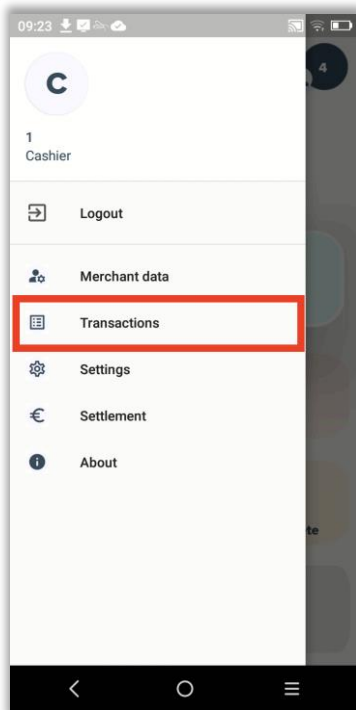 09:23
4
C
1
Cashier
Logout
Merchant data
Transactions
Settings
€ Settlement
About
te